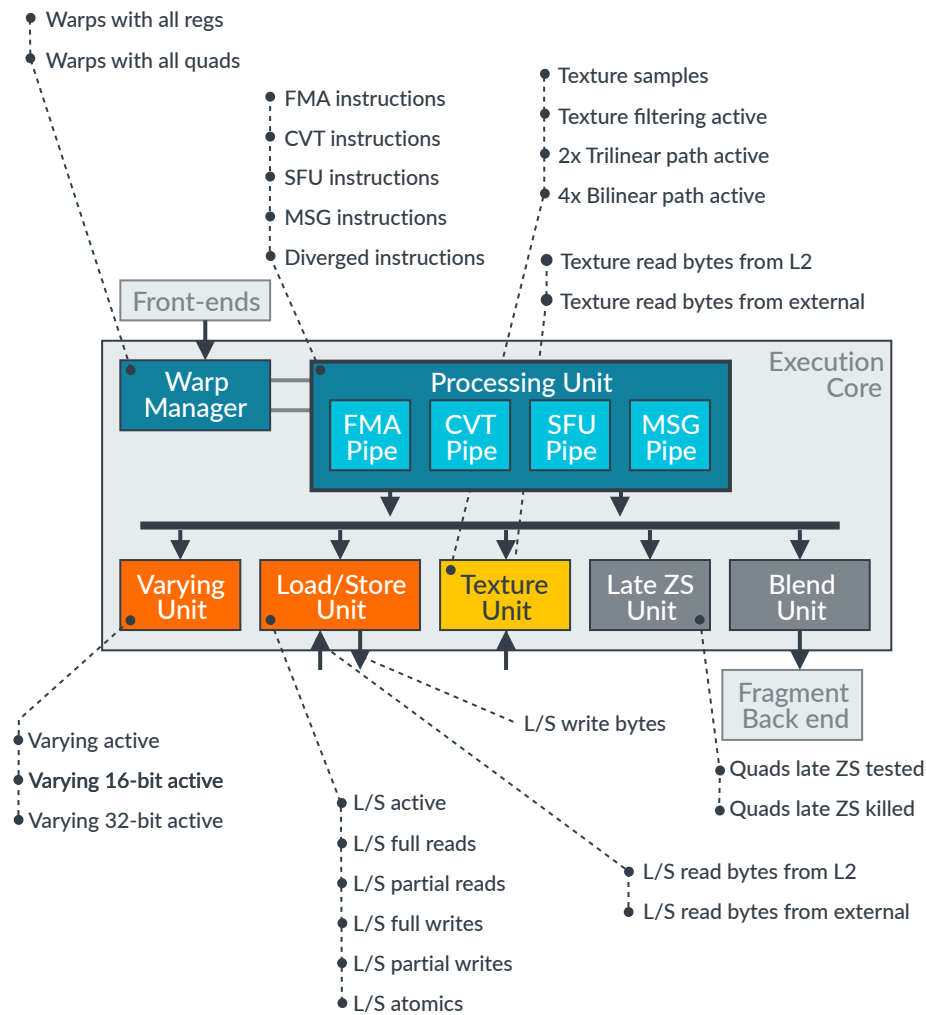 Warps with all regs
Warps with all quads
FMA instructions
CVT instructions
SFU instructions
MSG instructions
Diverged instructions
Texture samples
Texture filtering active
2x Trilinear path active
4x Bilinear path active
Texture read bytes from L2
Texture read bytes from external
Front-ends
Execution
Core
Warp
Manager
Processing Unit
FMA
Pipe
CVT
Pipe
SFU
Pipe
MSG
Pipe
Varying
Unit
Load/Store
Unit
Texture
Unit
Late ZS
Unit
Blend
Unit
Fragment
Back end
L/S write bytes
Varying active
Varying 16-bit active
Varying 32-bit active
Quads late ZS tested
Quads late ZS killed
L/S active
L/S full reads
L/S partial reads
L/S full writes
L/S partial writes
L/S atomics
L/S read bytes from L2
L/S read bytes from external